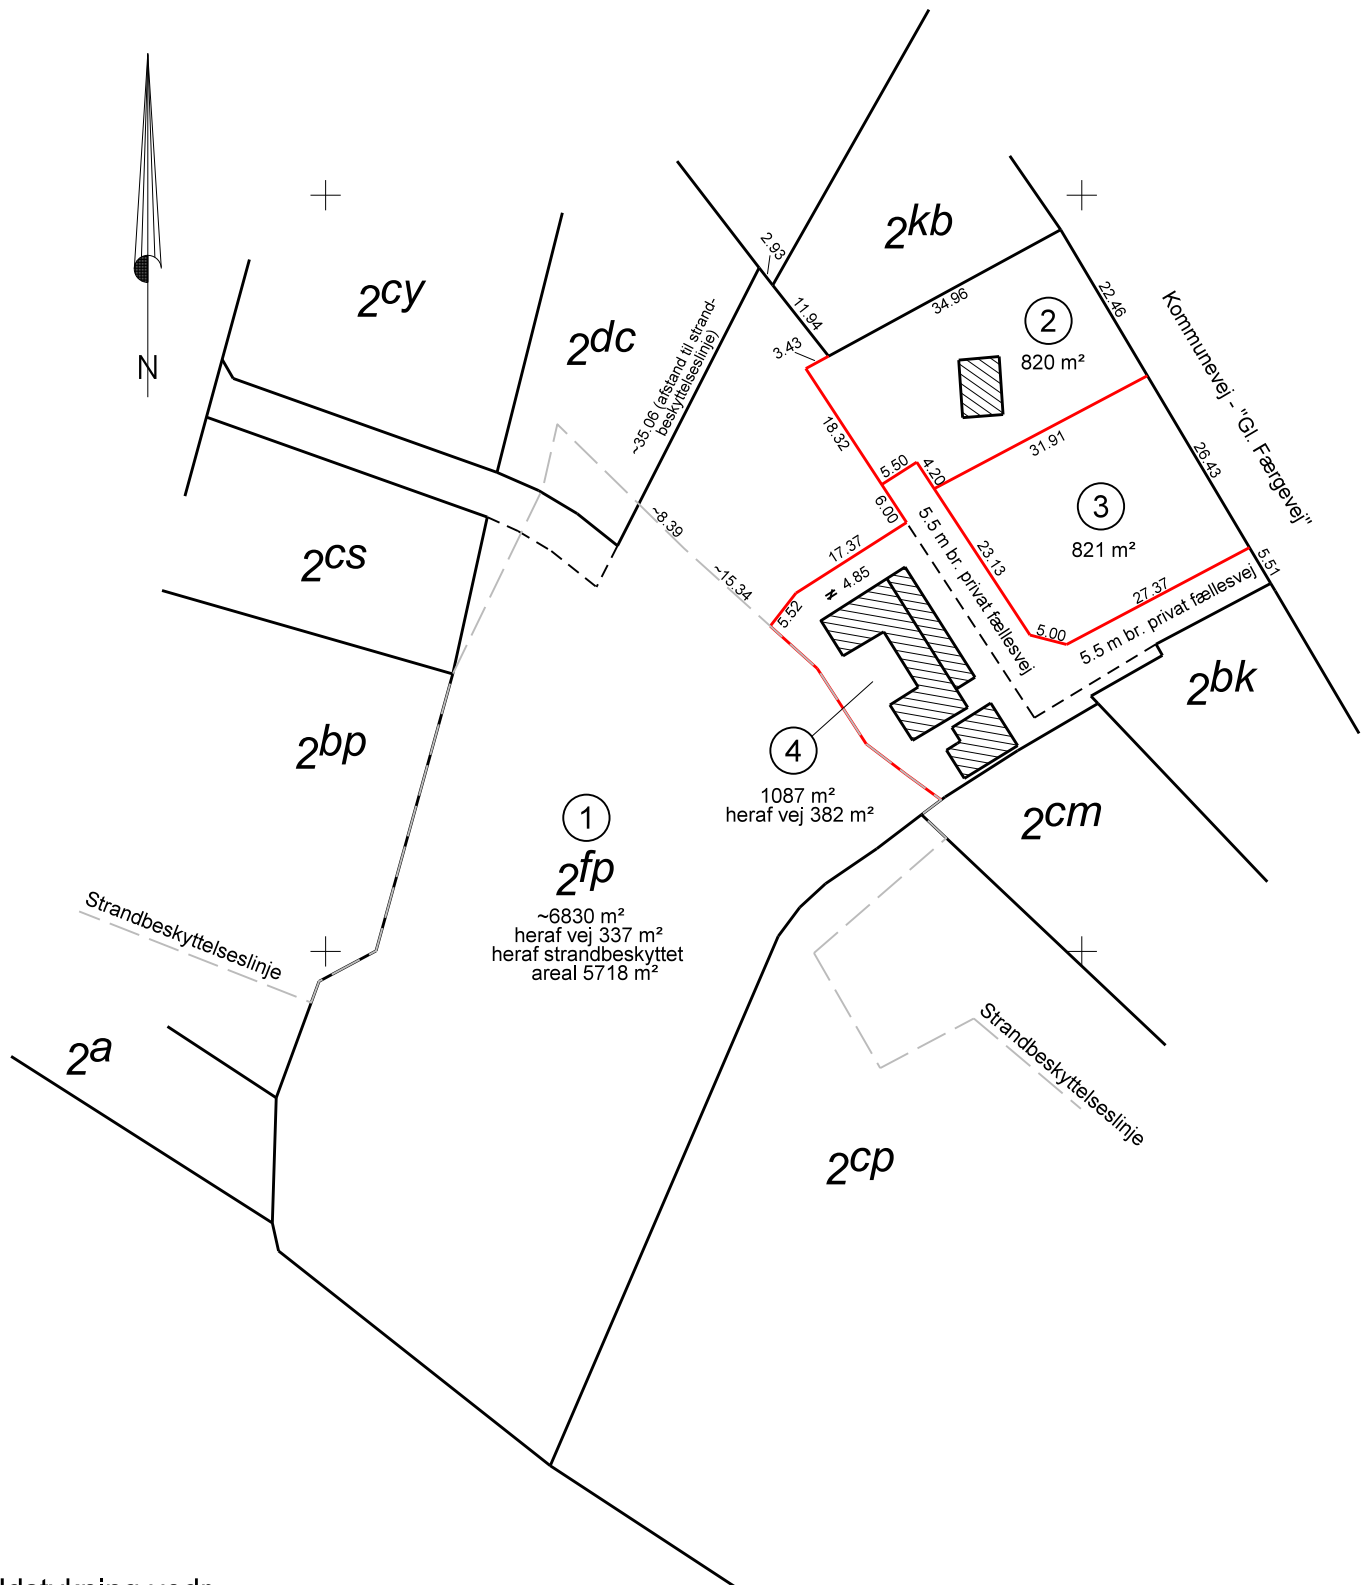 2kb
2.93
2cy
11.94
34.96
22.46
Kommunevej - "Gl. Færgevej"
2dc
~35.06 (afstand til strand-
beskyttelseslinje)
3.43
2
820 m²
N
18.32
31.91
26.43
5.50
4.20
6.00
3
821 m²
~8.39
5.5 m br. privat fællesvej
23.13
17.37
2cs
~15.34
4.85
5.52
5.51
27.37
5.00
5.5 m br. privat fællesvej
2bk
2bp
4
1087 m²
heraf vej 382 m²
2cm
1
2fp
~6830 m²
heraf vej 337 m²
heraf strandbeskyttet
areal 5718 m²
Strandbeskyttelseslinje
2a
Strandbeskyttelseslinje
2cp